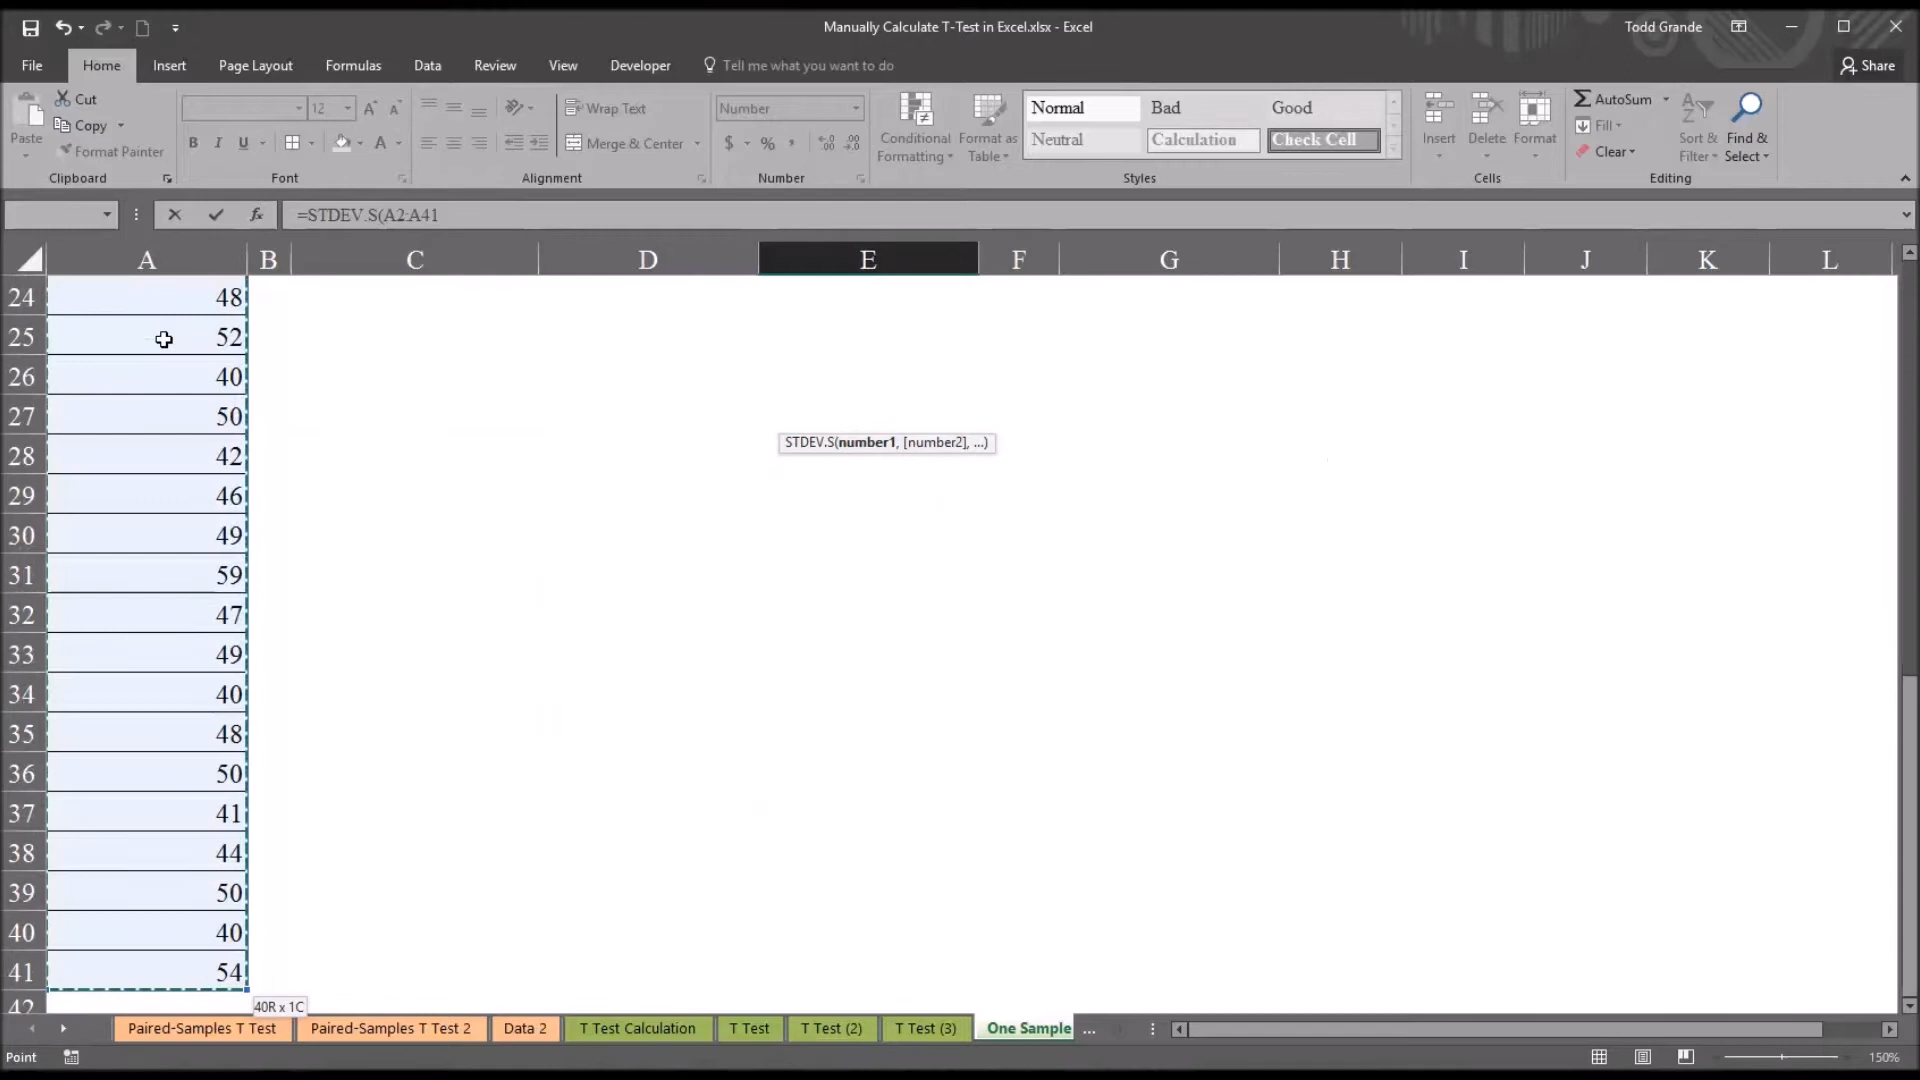 Manually Calculate T-Test in Excel.xlsx - Excel
Todd Grande
File Home Insert Page Layout Formulas Data Review View Developer Tell me what you want to do Share
Paste
Cut
Copy
Format Painter
Clipboard
12
B I U
Font
Wrap Text
Merge & Center
Alignment
Number
$ %
Number
Conditional Formatting
Format as Table
Normal Bad Good
Neutral Calculation Check Cell
Styles
Insert Delete Format
Cells
AutoSum
Fill
Clear
Sort & Filter
Find & Select
Editing
fx =STDEV.S(A2:A41
A B C D E F G H I J K L
24 48
25 52
26 40
27 50
28 42
STDEV.S(number1, [number2], ...)
29 46
30 49
31 59
32 47
33 49
34 40
35 48
36 50
37 41
38 44
39 50
40 40
41 54
42
40R x 1C
Paired-Samples T Test Paired-Samples T Test 2 Data 2 T Test Calculation T Test T Test (2) T Test (3) One Sample ...
Point
150%